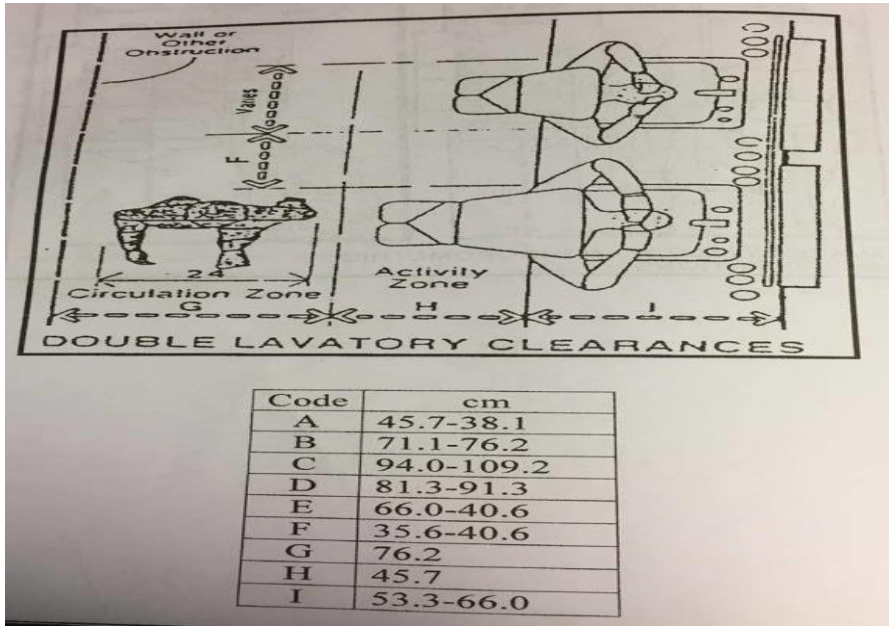 Wall or
Other
Obstruction
Varies
F
24
Circulation Zone
Activity
Zone
G H I
DOUBLE LAVATORY CLEARANCES
Code cm
A 45.7-38.1
B 71.1-76.2
C 94.0-109.2
D 81.3-91.3
E 66.0-40.6
F 35.6-40.6
G 76.2
H 45.7
I 53.3-66.0